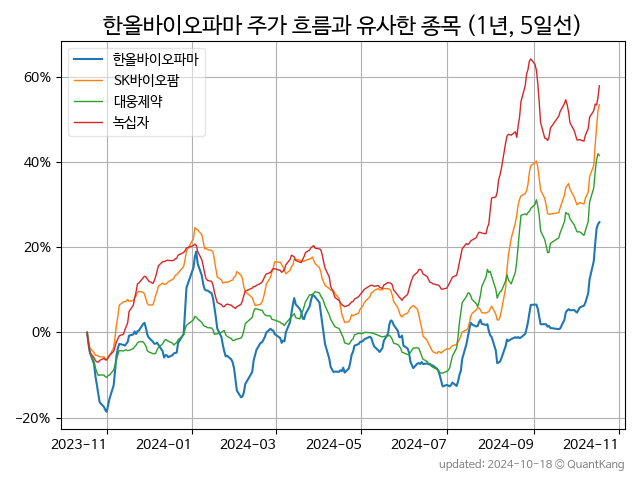 한올바이오파마 주가 흐름과 유사한 종목 (1년, 5일선)
한올바이오파마
SK바이오팜
대웅제약
녹십자
60%
40%
20%
0%
−20%
2023-11 2024-01 2024-03 2024-05 2024-07 2024-09 2024-11
updated: 2024-10-18 © QuantKang